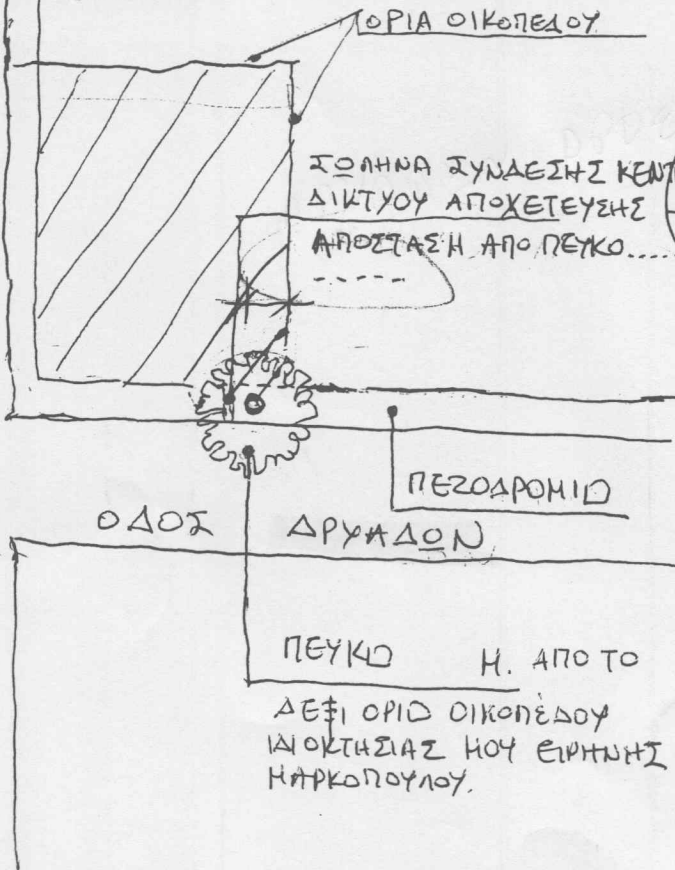 ΟΡΙΑ ΟΙΚΟΠΕΔΟΥ
ΣΩΛΗΝΑ ΣΥΝΔΕΣΗΣ ΚΕΝΤ
ΔΙΚΤΥΟΥ ΑΠΟΧΕΤΕΥΣΗΣ
ΑΠΟΣΤΑΣΗ ΑΠΟ ΠΕΥΚΟ.....
ΠΕΖΟΔΡΟΜΙΟ
ΟΔΟΣ ΔΡΥΑΔΩΝ
ΠΕΥΚΟ Μ. ΑΠΟ ΤΟ
ΔΕΞΙ ΟΡΙΟ ΟΙΚΟΠΕΔΟΥ
ΙΔΙΟΚΤΗΣΙΑΣ ΜΟΥ ΕΙΡΗΝΗΣ
ΜΑΡΚΟΠΟΥΛΟΥ.